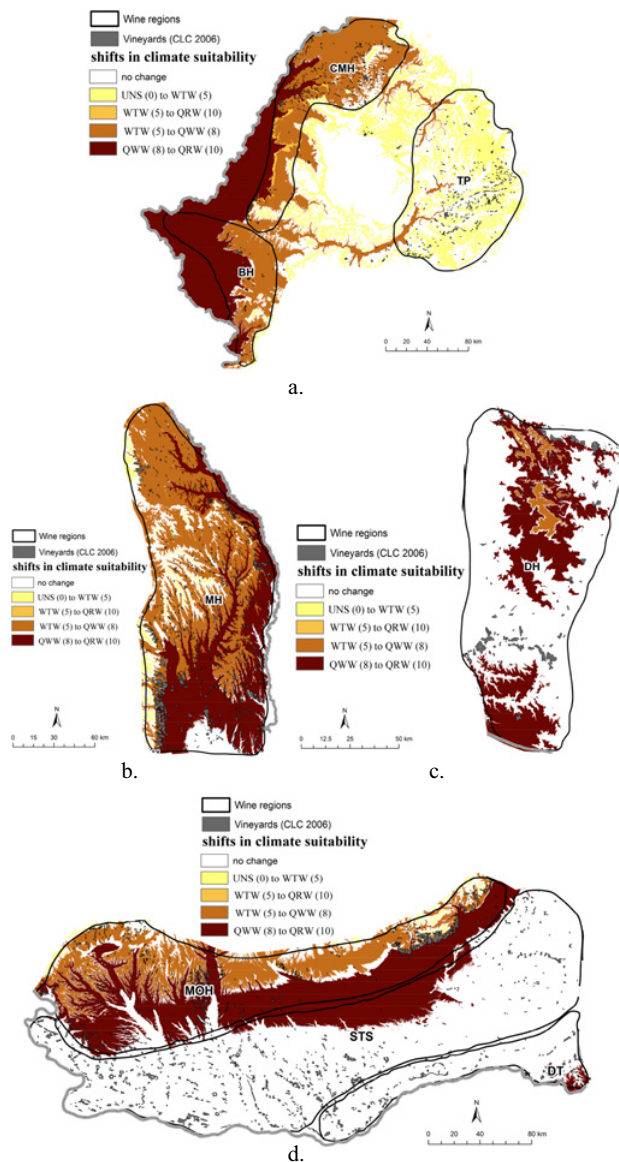 Wine regions
Vineyards (CLC 2006)
shifts in climate suitability
no change
UNS (0) to WTW (5)
WTW (5) to QRW (10)
WTW (5) to QWW (8)
QWW (8) to QRW (10)
CMH
TP
BH
N
0 20 40 80 km
a.
Wine regions
Vineyards (CLC 2006)
shifts in climate suitability
no change
UNS (0) to WTW (5)
WTW (5) to QRW (10)
WTW (5) to QWW (8)
QWW (8) to QRW (10)
MH
N
0 15 30 60 km
b.
Wine regions
Vineyards (CLC 2006)
shifts in climate suitability
no change
UNS (0) to WTW (5)
WTW (5) to QRW (10)
WTW (5) to QWW (8)
QWW (8) to QRW (10)
DH
N
0 12.5 25 50 km
c.
Wine regions
Vineyards (CLC 2006)
shifts in climate suitability
no change
UNS (0) to WTW (5)
WTW (5) to QRW (10)
WTW (5) to QWW (8)
QWW (8) to QRW (10)
MOH
STS
DT
N
0 20 40 80 km
d.